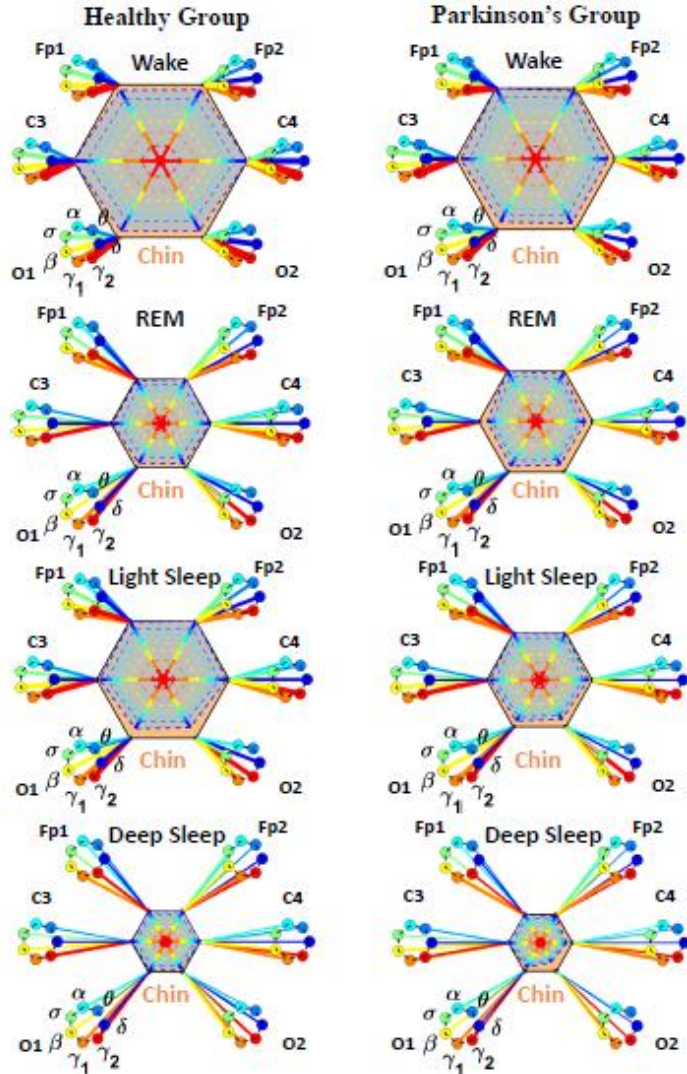 Healthy Group Parkinson's Group
Fp1 Wake Fp2 Fp1 Wake Fp2
C3 C4 C3 C4
σ α θ δ σ α θ δ
O1 β γ1 γ2 Chin O2 O1 β γ1 γ2 Chin O2
Fp1 REM Fp2 Fp1 REM Fp2
C3 C4 C3 C4
σ α θ δ σ α θ δ
O1 β γ1 γ2 Chin O2 O1 β γ1 γ2 Chin O2
Fp1 Light Sleep Fp2 Fp1 Light Sleep Fp2
C3 C4 C3 C4
σ α θ δ σ α θ δ
O1 β γ1 γ2 Chin O2 O1 β γ1 γ2 Chin O2
Fp1 Deep Sleep Fp2 Fp1 Deep Sleep Fp2
C3 C4 C3 C4
σ α θ δ σ α θ δ
O1 β γ1 γ2 Chin O2 O1 β γ1 γ2 Chin O2